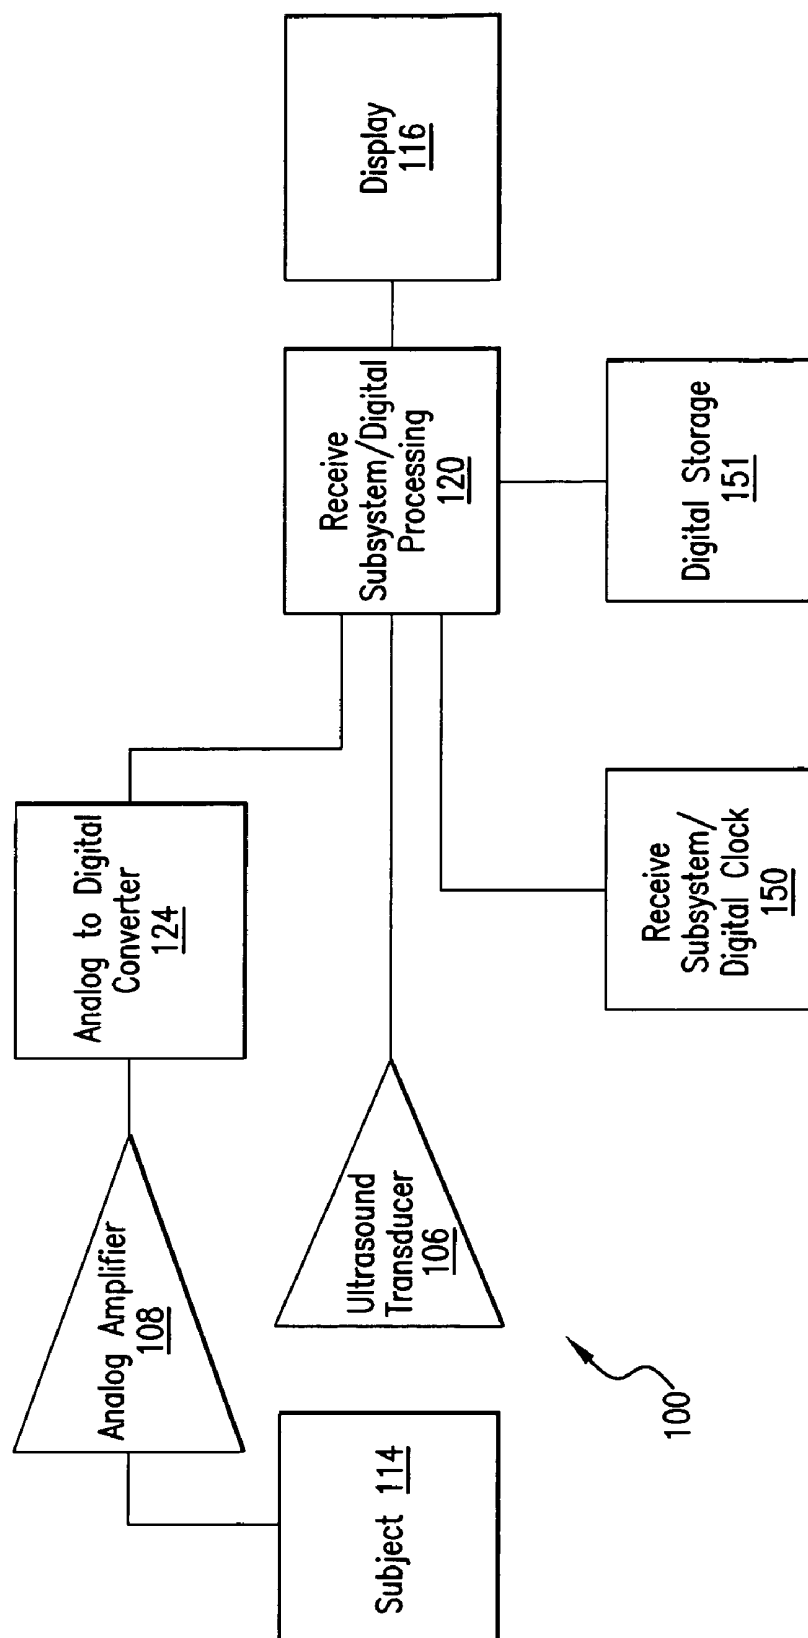 Analog Amplifier
108
Analog to Digital
Converter
124
Subject 114
Ultrasound
Transducer
106
Receive
Subsystem/Digital
Processing
120
Display
116
Receive
Subsystem/
Digital Clock
150
Digital Storage
151
100